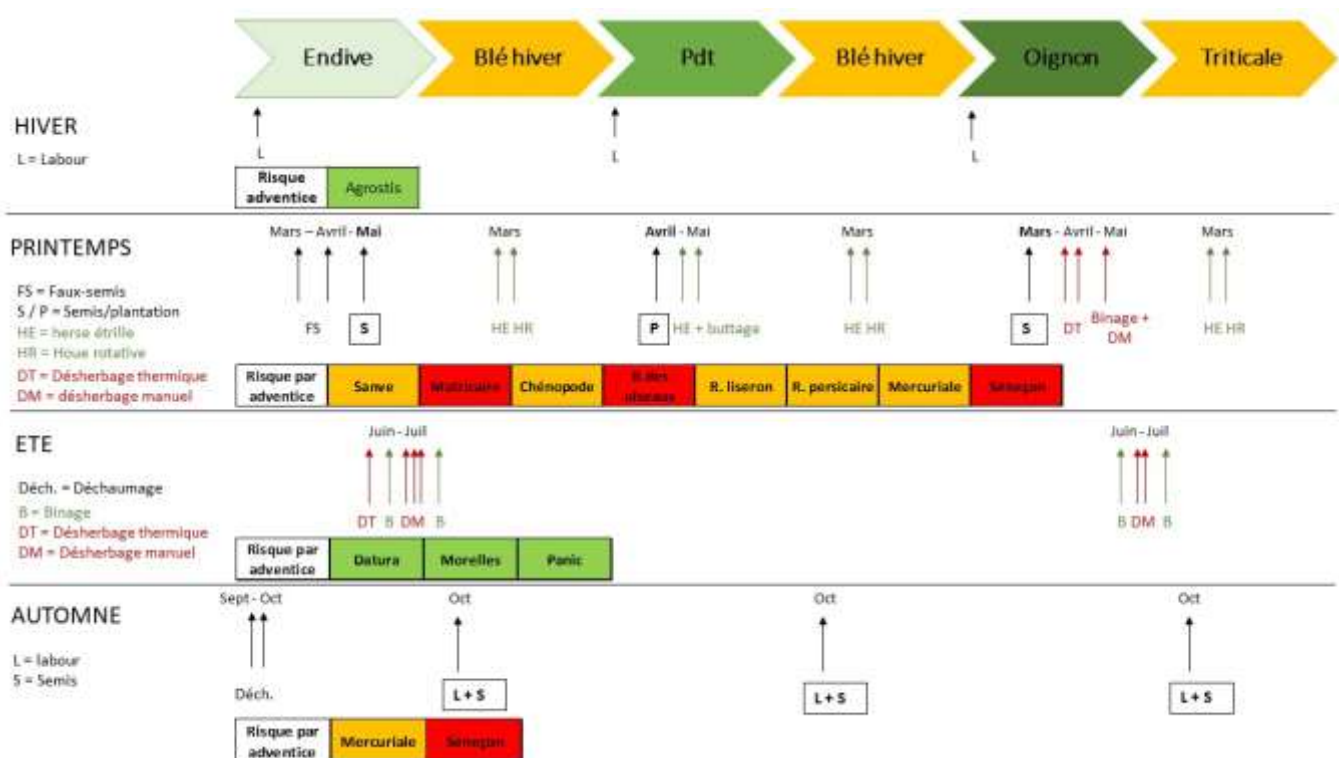 Endive
Blé hiver
Pdt
Blé hiver
Oignon
Triticale
HIVER
L = Labour
L
L
L
Risque
adventice
Agrostis
PRINTEMPS
FS = Faux-semis
S / P = Semis/plantation
HE = herse étrille
HR = Houe rotative
DT = Désherbage thermique
DM = désherbage manuel
Mars – Avril - Mai
Mars
Avril - Mai
Mars
Mars - Avril - Mai
Mars
FS
S
HE HR
P
HE + buttage
HE HR
S
DT
Binage +
DM
HE HR
Risque par
adventice
Sanve
Matricaire
Chénopode
R.des
oiseaux
R. liseron
R. persicaire
Mercuriale
Séneçon
ETE
Déch. = Déchaumage
B = Binage
DT = Désherbage thermique
DM = Désherbage manuel
Juin - Juil
Juin - Juil
DT B DM B
B DM B
Risque par
adventice
Datura
Morelles
Panic
AUTOMNE
L = labour
S = Semis
Sept - Oct
Oct
Oct
Oct
Déch.
L + S
L + S
L + S
Risque par
adventice
Mercuriale
Séneçon